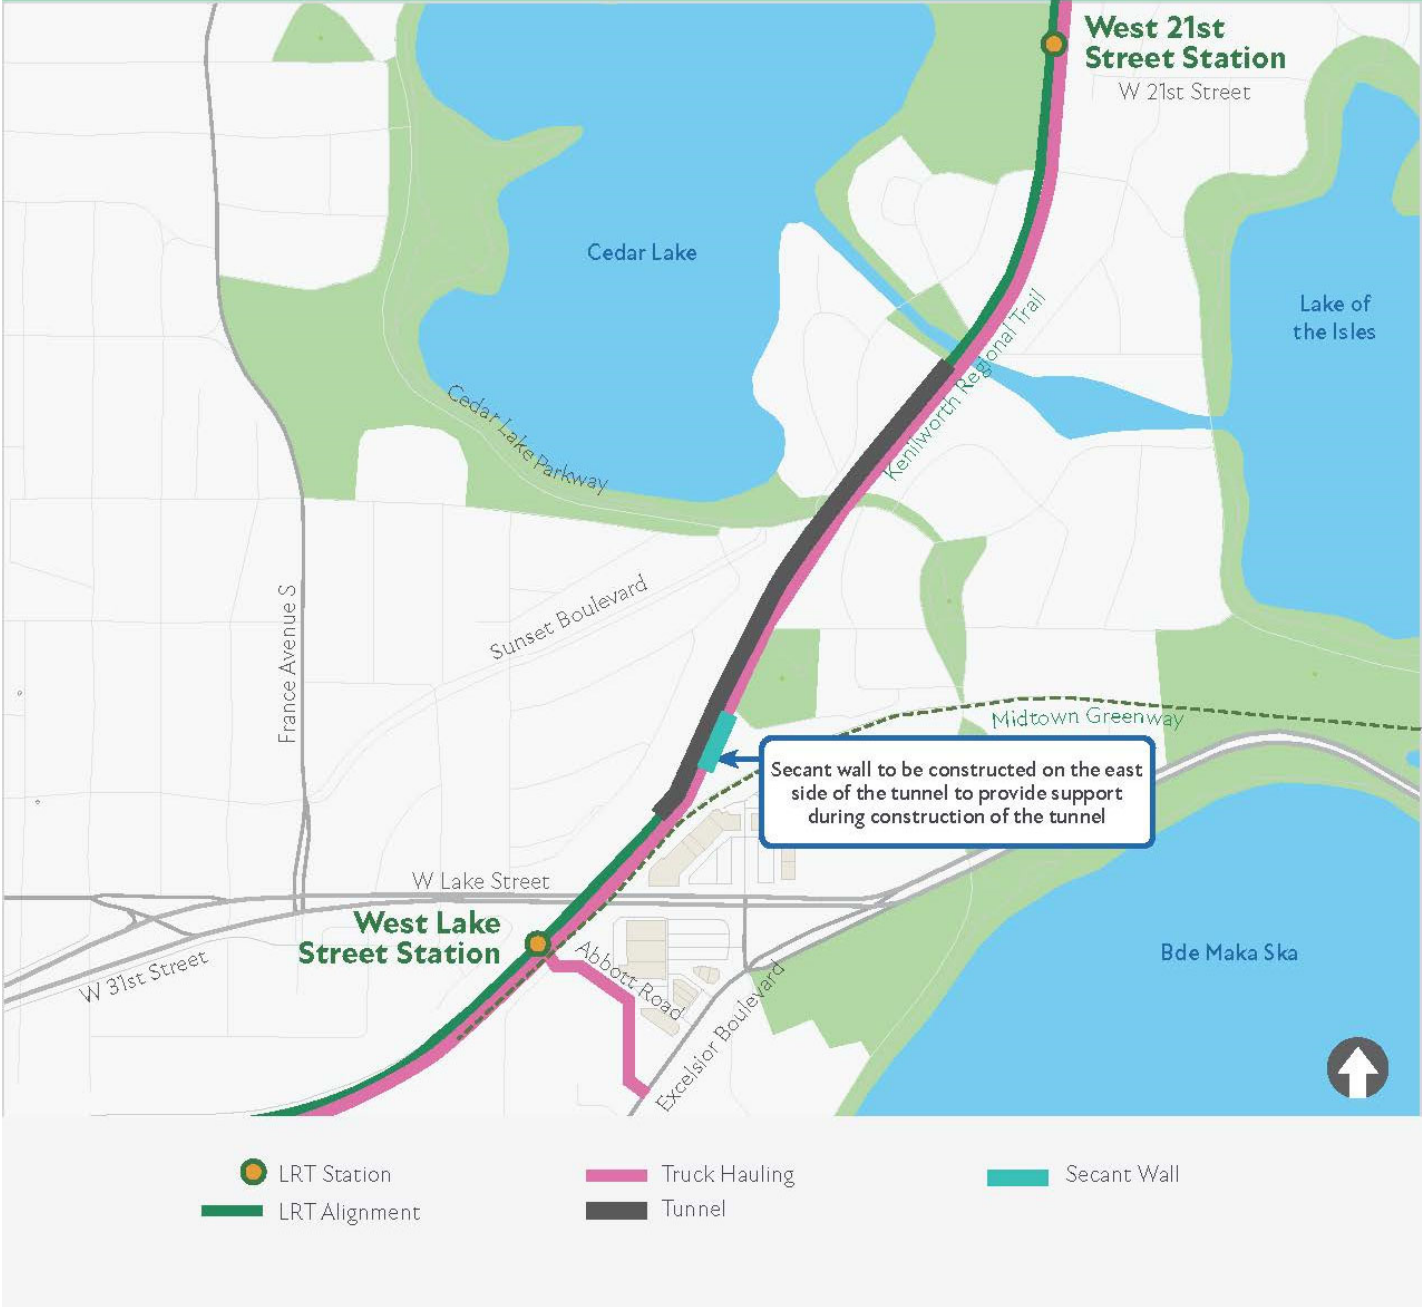 West 21st
Street Station
W 21st Street
Cedar Lake
Lake of
the Isles
Kenilworth Regional Trail
Cedar Lake Parkway
Sunset Boulevard
France Avenue S
Midtown Greenway
Secant wall to be constructed on the east
side of the tunnel to provide support
during construction of the tunnel
W Lake Street
West Lake
Street Station
W 31st Street
Abbott Road
Excelsior Boulevard
Bde Maka Ska
LRT Station
Truck Hauling
Secant Wall
LRT Alignment
Tunnel